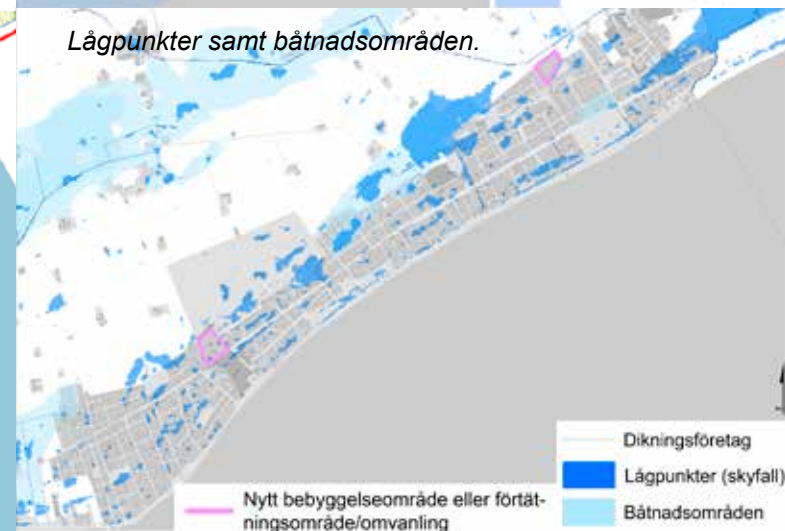 Lågpunkter samt båtnadsområden.
Dikningsföretag
Lågpunkter (skyfall)
Båtnadsområden
Nytt bebyggelseområde eller förtät-
ningsområde/omvanling